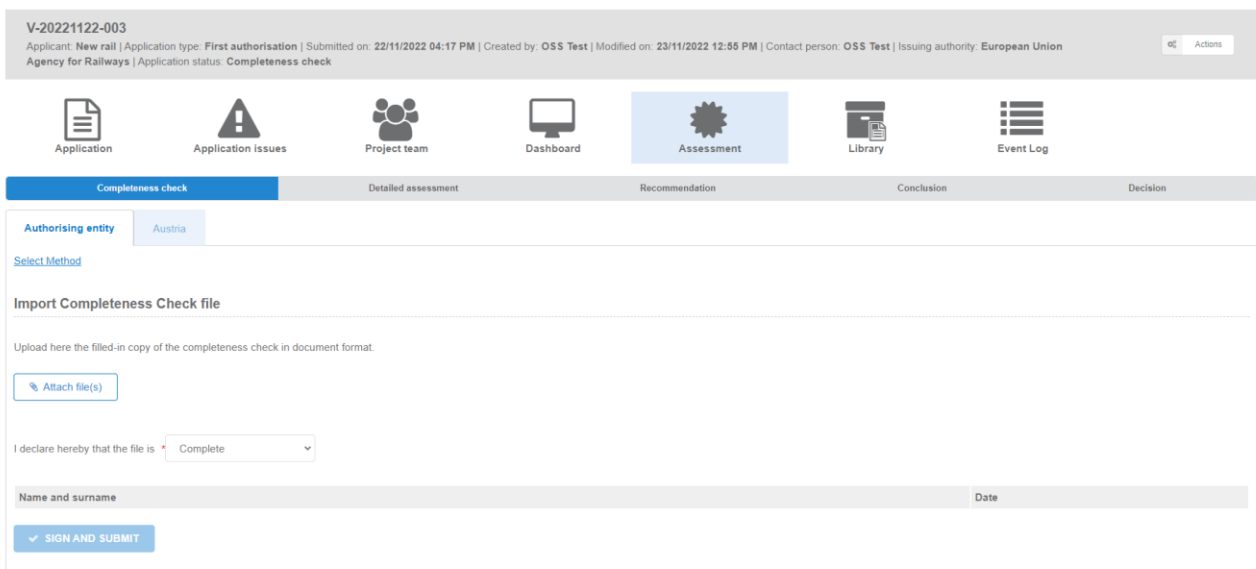 V-20221122-003
Applicant: New rail | Application type: First authorisation | Submitted on: 22/11/2022 04:17 PM | Created by: OSS Test | Modified on: 23/11/2022 12:55 PM | Contact person: OSS Test | Issuing authority: European Union
Agency for Railways | Application status: Completeness check
Actions
Application
Application issues
Project team
Dashboard
Assessment
Library
Event Log
Completeness check
Detailed assessment
Recommendation
Conclusion
Decision
Authorising entity
Austria
Select Method
Import Completeness Check file
Upload here the filled-in copy of the completeness check in document format.
Attach file(s)
I declare hereby that the file is * Complete
Name and surname
Date
SIGN AND SUBMIT